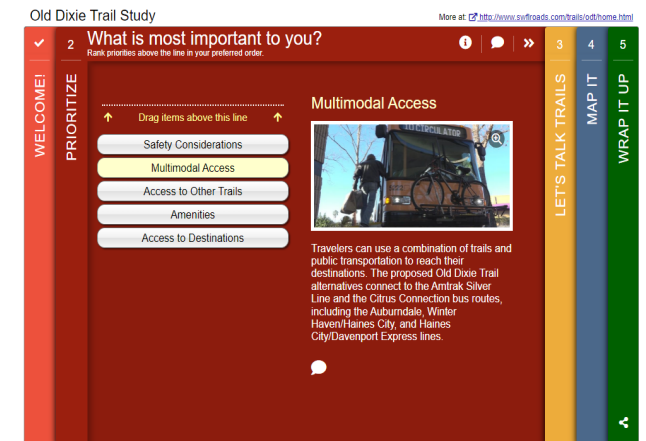 Old Dixie Trail Study
More at: http://www.swflroads.com/trails/odt/home.html
WELCOME!
2
PRIORITIZE
What is most important to you?
Rank priorities above the line in your preferred order.
Drag items above this line
Safety Considerations
Multimodal Access
Access to Other Trails
Amenities
Access to Destinations
Multimodal Access
TO CIRCULATOR
Travelers can use a combination of trails and
public transportation to reach their
destinations. The proposed Old Dixie Trail
alternatives connect to the Amtrak Silver
Line and the Citrus Connection bus routes,
including the Auburndale, Winter
Haven/Haines City, and Haines
City/Davenport Express lines.
3
LET'S TALK TRAILS
4
MAP IT
5
WRAP IT UP